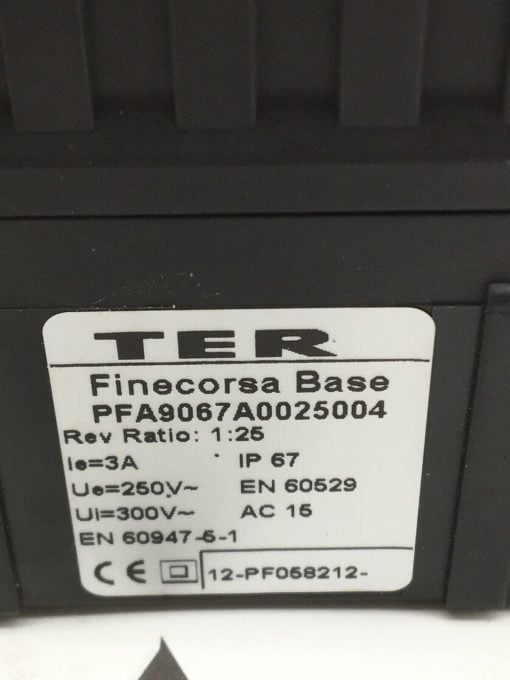 TER
Finecorsa Base
PFA9067A0025004
Rev Ratio: 1:25
Ie=3A IP 67
Ue=250V~ EN 60529
Ui=300V~ AC 15
EN 60947-5-1
CE 12-PF058212-